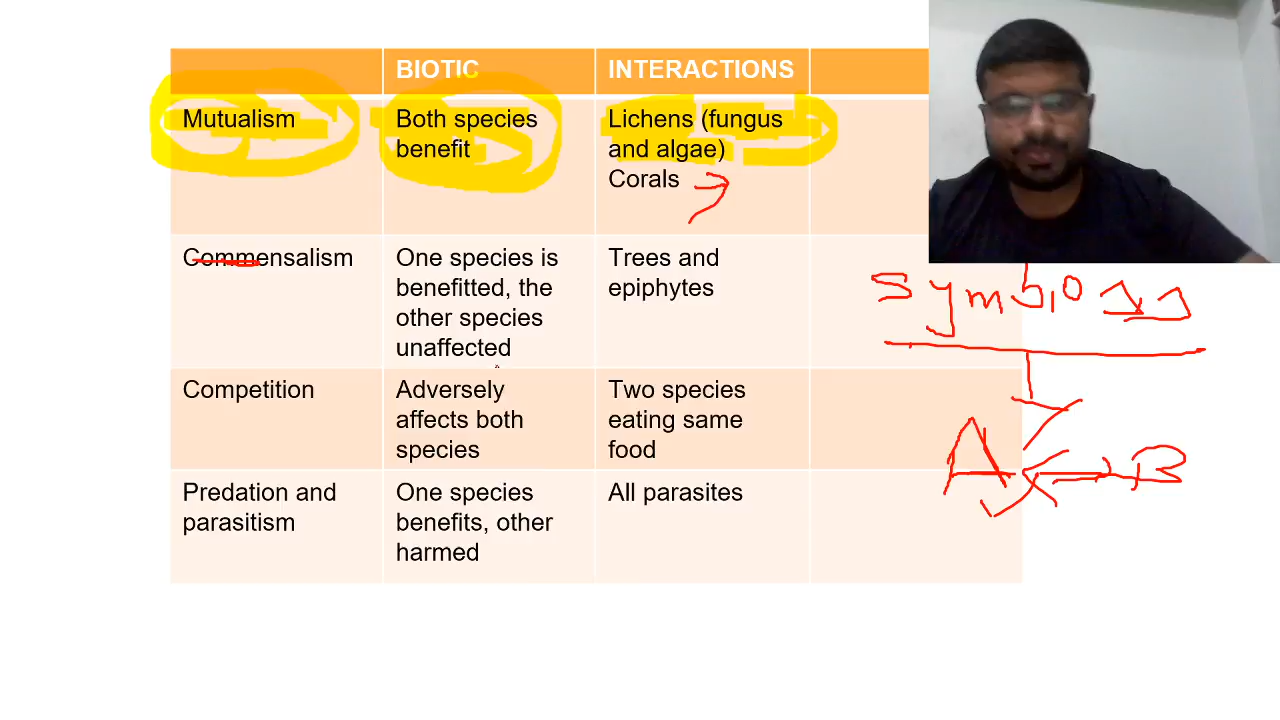 BIOTIC INTERACTIONS
Mutualism
Both species
benefit
Lichens (fungus
and algae)
Corals
Commensalism
One species is
benefitted, the
other species
unaffected
Trees and
epiphytes
Competition
Adversely
affects both
species
Two species
eating same
food
Predation and
parasitism
One species
benefits, other
harmed
All parasites
A B